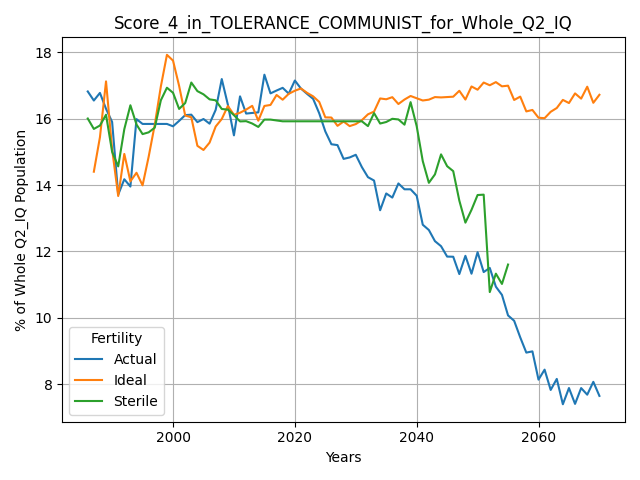 Score_4_in_TOLERANCE_COMMUNIST_for_Whole_Q2_IQ
% of Whole Q2_IQ Population
18
16
14
12
10
8
Fertility
Actual
Ideal
Sterile
2000
2020
2040
2060
Years